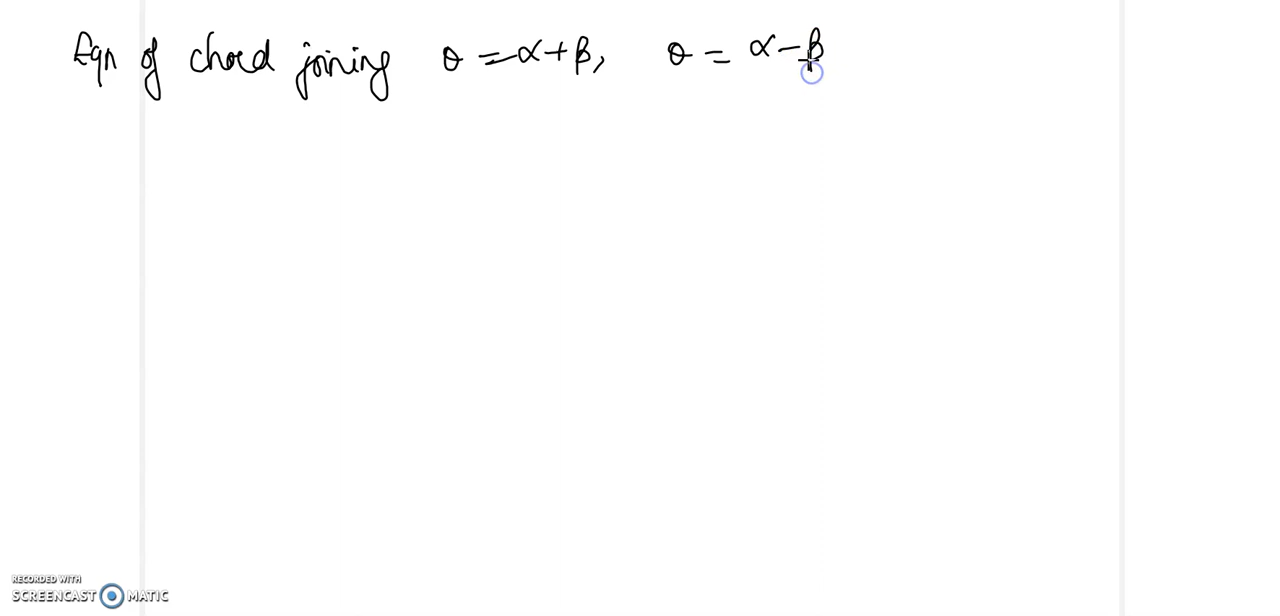 Eqn of chord joining θ = α + β, θ = α − β
RECORDED WITH
SCREENCAST MATIC